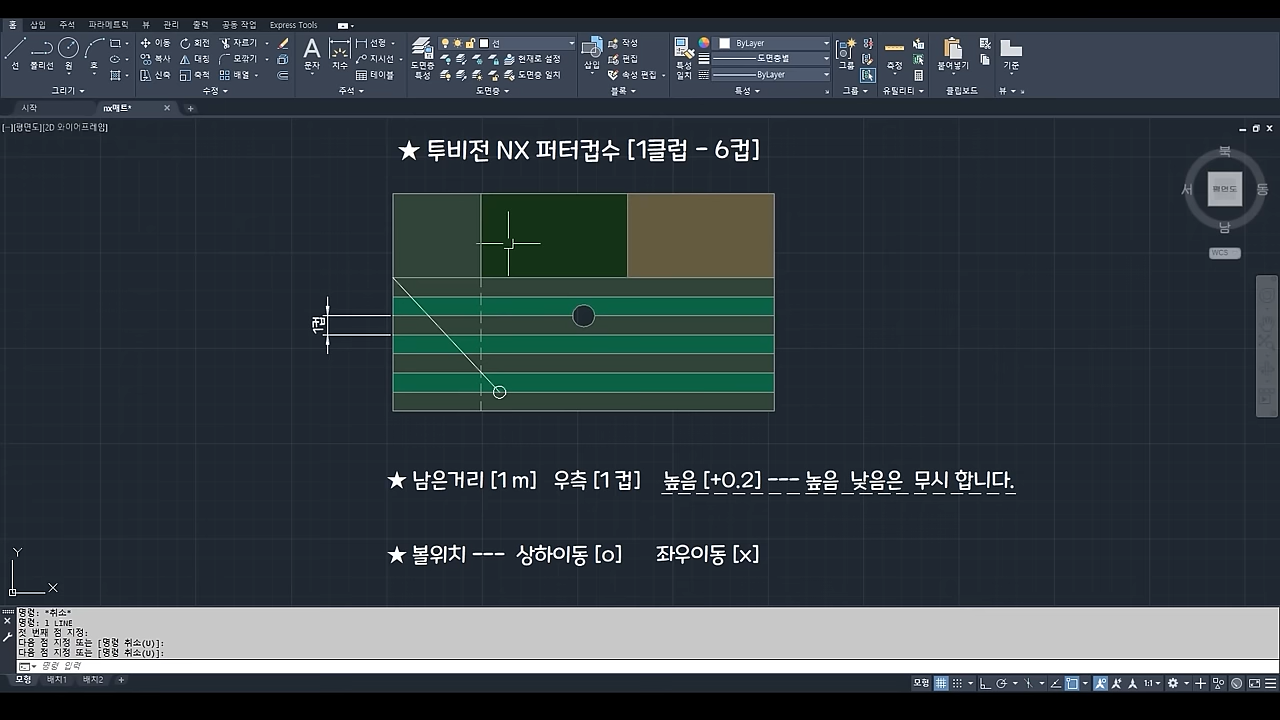 홈 삽입 주석 파라메트릭 뷰 관리 출력 공동 작업 Express Tools
이동 회전 자르기
복사 대칭 모깎기
신축 축척 배열
선 폴리선 원 호
문자 치수
선형
지시선
테이블
도면층 특성
선
현재로 설정
도면층 일치
삽입
작성
편집
속성 편집
특성 일치
ByLayer
도면층별
ByLayer
그룹 측정 붙여넣기 기준
그리기 수정 주석 도면층 블록 특성 그룹 유틸리티 클립보드 뷰
시작 nx매트*
[-][평면도][2D 와이어프레임]
★ 투비전 NX 퍼터컵수 [1클럽 - 6컵]
북
서 평면도 동
남
WCS
1컵
★ 남은거리 [1 m] 우측 [1 컵] 높음 [+0.2] --- 높음 낮음은 무시 합니다.
★ 볼위치 --- 상하이동 [o] 좌우이동 [x]
Y
X
명령: *취소*
명령: l LINE
첫 번째 점 지정:
다음 점 지정 또는 [명령 취소(U)]:
다음 점 지정 또는 [명령 취소(U)]:
명령 입력
모형 배치1 배치2 +
모형 1:1